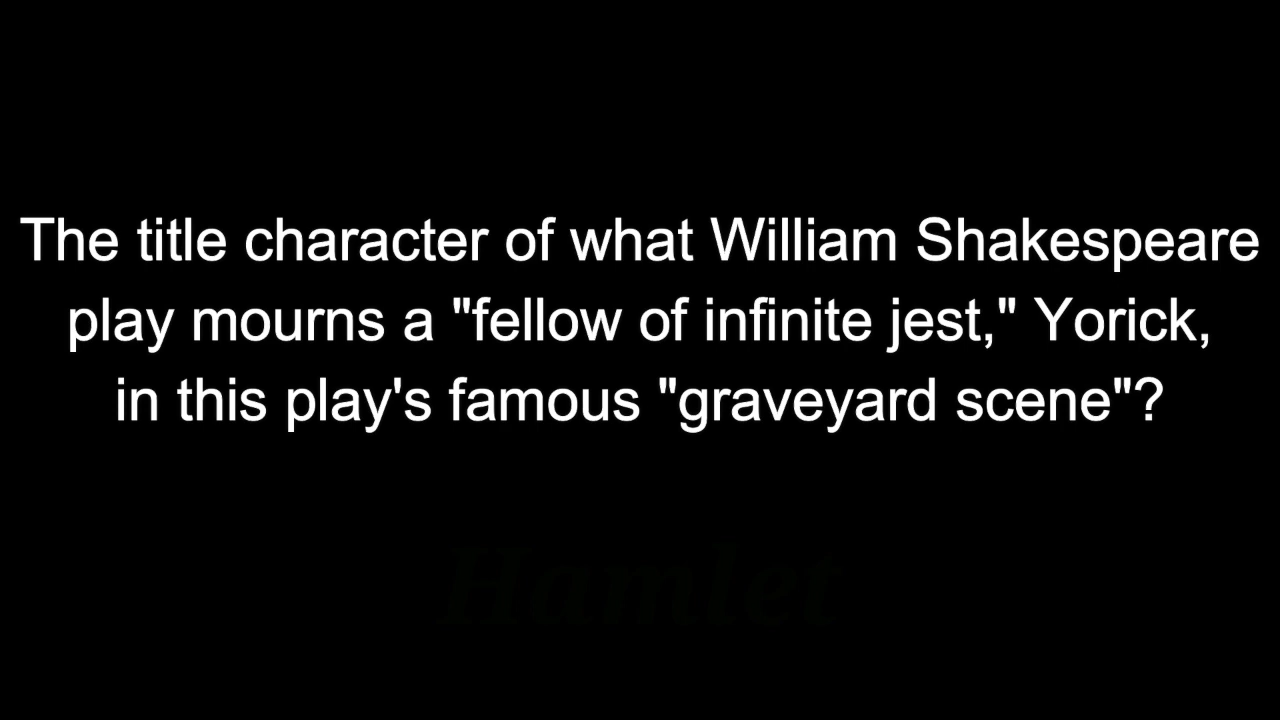 The title character of what William Shakespeare
play mourns a "fellow of infinite jest," Yorick,
in this play's famous "graveyard scene"?
Hamlet